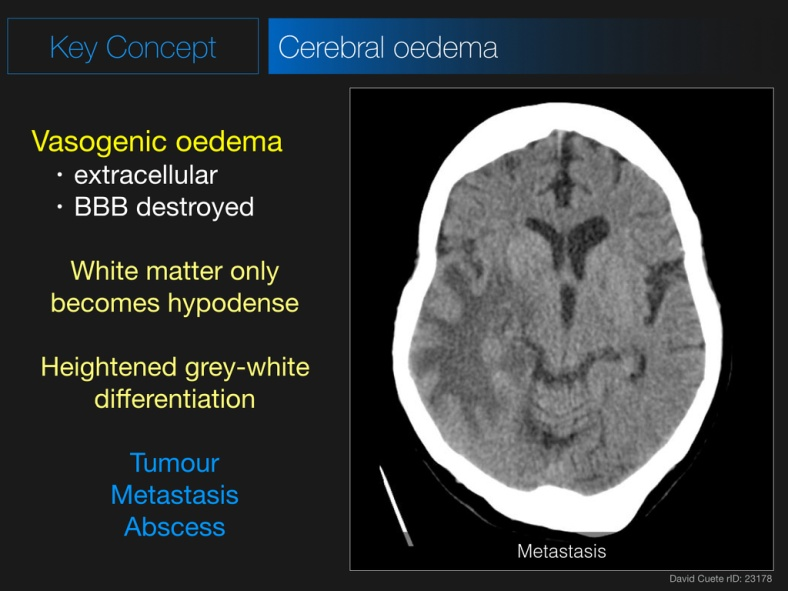 Key Concept
Cerebral oedema
Vasogenic oedema
· extracellular
· BBB destroyed
White matter only
becomes hypodense
Heightened grey-white
differentiation
Tumour
Metastasis
Abscess
Metastasis
David Cuete rID: 23178